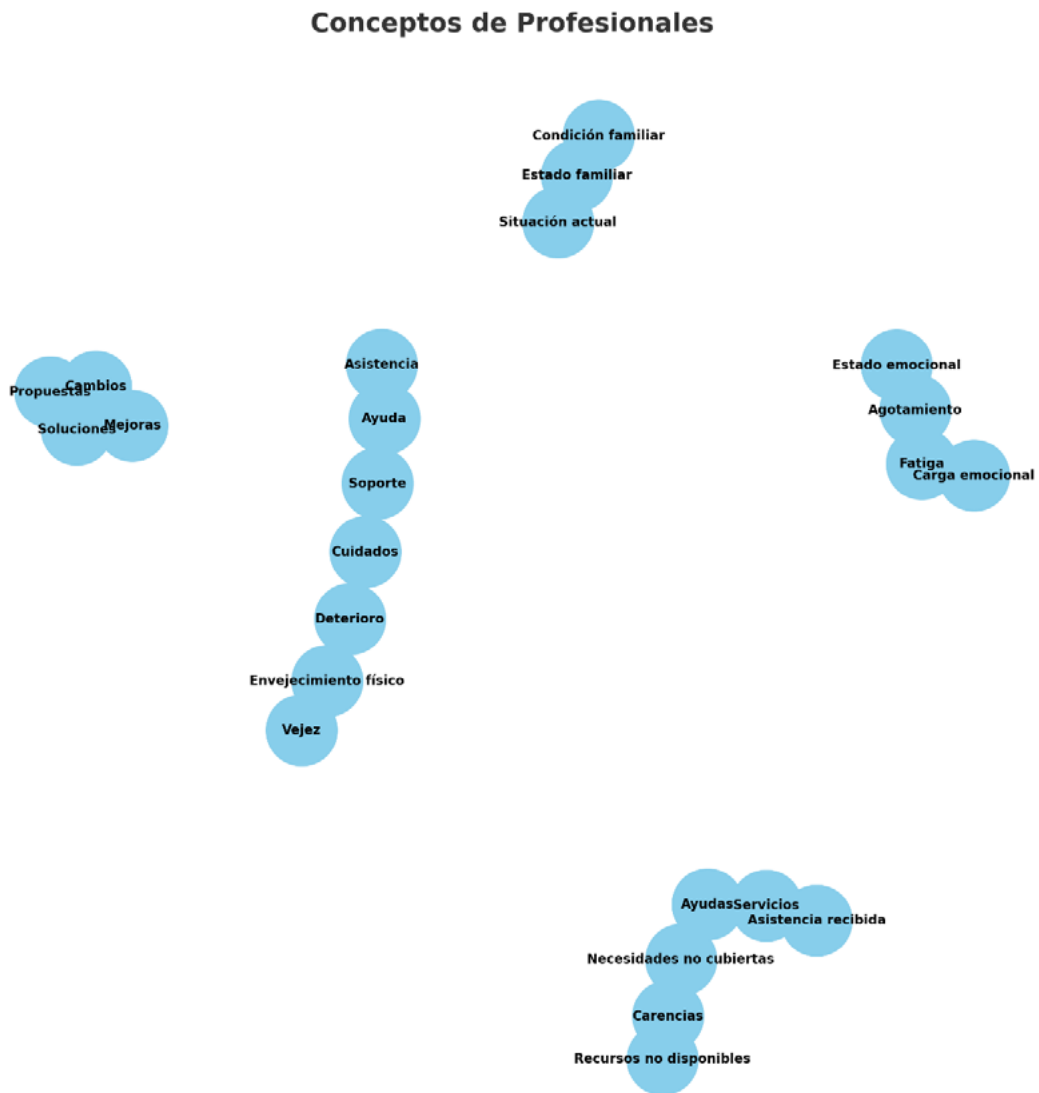 Conceptos de Profesionales
Condición familiar
Estado familiar
Situación actual
Asistencia
Estado emocional
Cambios
Propuestas
Agotamiento
Ayuda
Mejoras
Soluciones
Fatiga
Carga emocional
Soporte
Cuidados
Deterioro
Envejecimiento físico
Vejez
Ayudas
Servicios
Asistencia recibida
Necesidades no cubiertas
Carencias
Recursos no disponibles